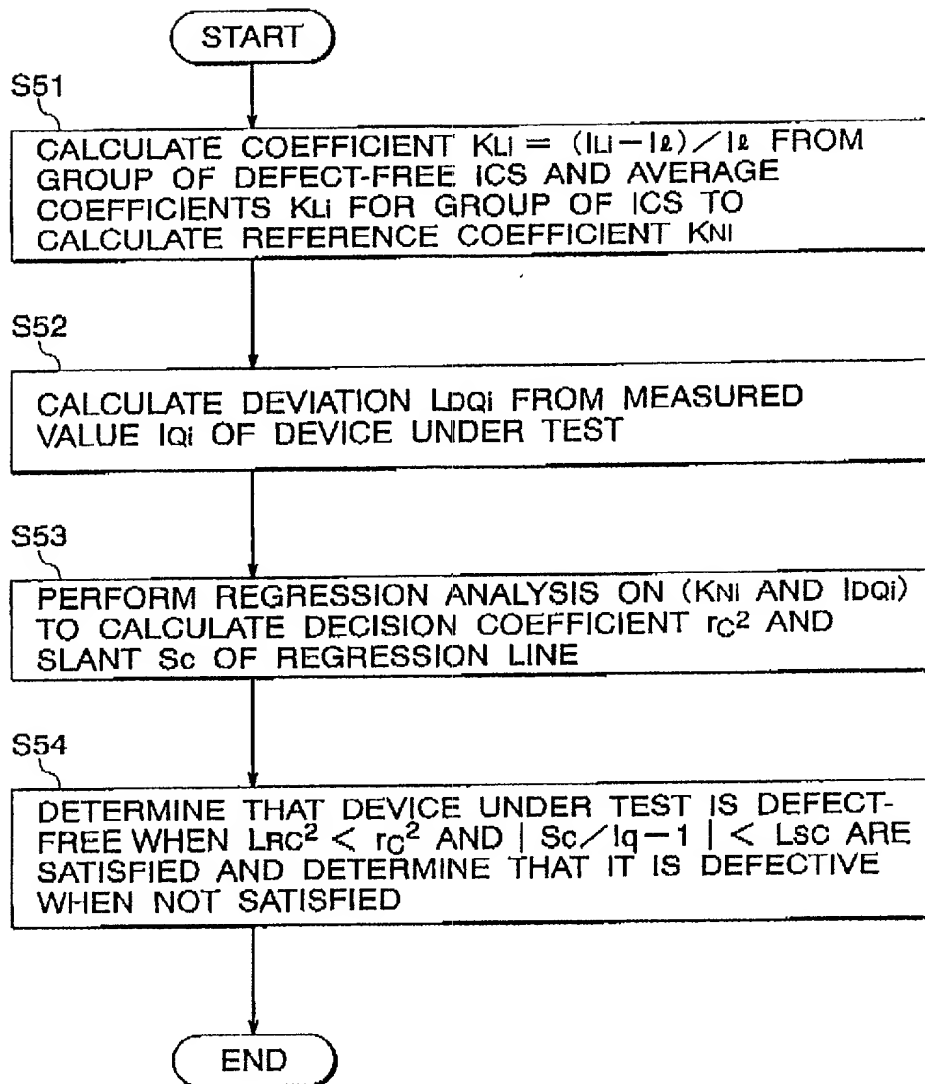 START
S51
CALCULATE COEFFICIENT KLi = (ILi−Iℓ)/Iℓ FROM
GROUP OF DEFECT-FREE ICS AND AVERAGE
COEFFICIENTS KLi FOR GROUP OF ICS TO
CALCULATE REFERENCE COEFFICIENT KNi
S52
CALCULATE DEVIATION LDQi FROM MEASURED
VALUE IQi OF DEVICE UNDER TEST
S53
PERFORM REGRESSION ANALYSIS ON (KNi AND IDQi)
TO CALCULATE DECISION COEFFICIENT rC² AND
SLANT Sc OF REGRESSION LINE
S54
DETERMINE THAT DEVICE UNDER TEST IS DEFECT-
FREE WHEN LRC² < rC² AND | Sc/Iq−1 | < LSC ARE
SATISFIED AND DETERMINE THAT IT IS DEFECTIVE
WHEN NOT SATISFIED
END